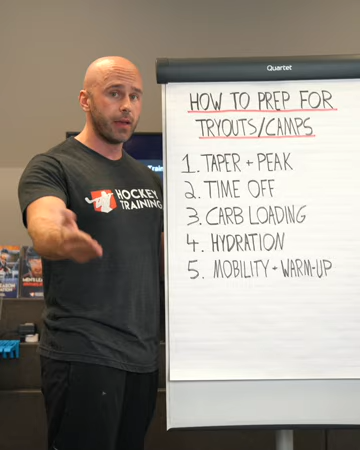 Quartet
HOW TO PREP FOR
TRYOUTS/CAMPS
1. TAPER + PEAK
2. TIME OFF
3. CARB LOADING
4. HYDRATION
5. MOBILITY + WARM-UP
HOCKEY
TRAINING